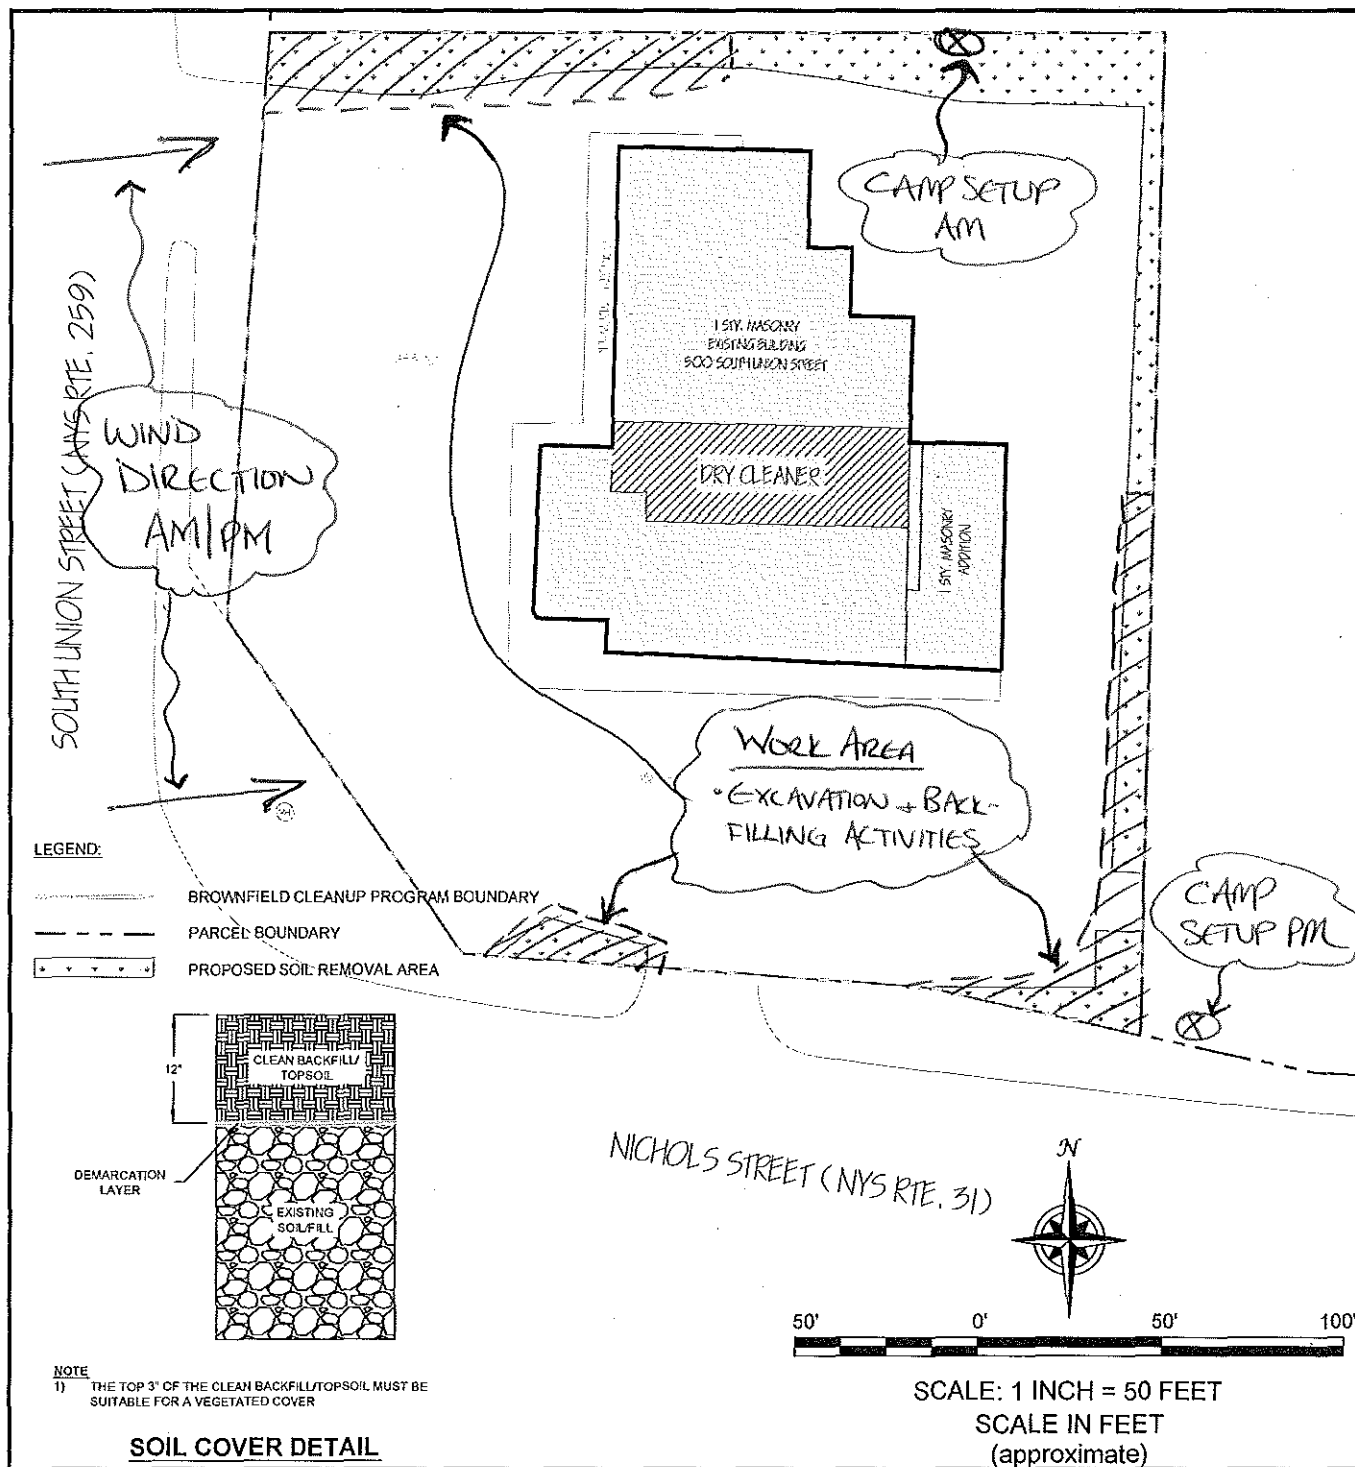 CAMP SETUP
AM
SOUTH UNION STREET (NYS RTE. 259)
1 STY. MASONRY
EXISTING BUILDING
500 SOUTH UNION STREET
WIND
DIRECTION
AM/PM
DRY CLEANER
1 STY. MASONRY
ADDITION
WORK AREA
• EXCAVATION + BACK-
FILLING ACTIVITIES
MH
LEGEND:
BROWNFIELD CLEANUP PROGRAM BOUNDARY
PARCEL BOUNDARY
PROPOSED SOIL REMOVAL AREA
CAMP
SETUP PM
12"
CLEAN BACKFILL/
TOPSOIL
DEMARCATION
LAYER
EXISTING
SOIL/FILL
NICHOLS STREET (NYS RTE. 31)
N
50' 0' 50' 100'
NOTE
1) THE TOP 3" OF THE CLEAN BACKFILL/TOPSOIL MUST BE
SUITABLE FOR A VEGETATED COVER
SOIL COVER DETAIL
SCALE: 1 INCH = 50 FEET
SCALE IN FEET
(approximate)